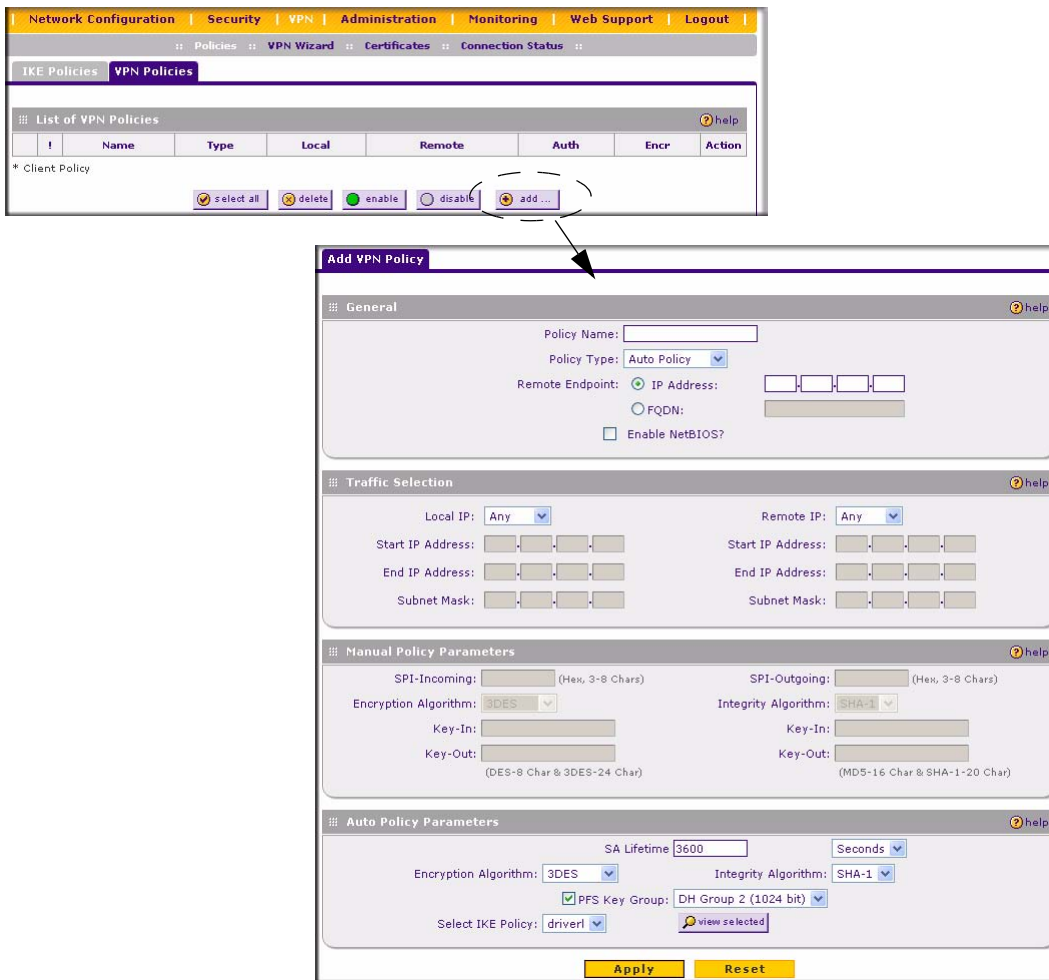 Network Configuration | Security | VPN | Administration | Monitoring | Web Support | Logout |
:: Policies :: VPN Wizard :: Certificates :: Connection Status ::
IKE Policies VPN Policies
List of VPN Policies help
! Name Type Local Remote Auth Encr Action
* Client Policy
select all delete enable disable add ...
Add VPN Policy
General help
Policy Name:
Policy Type: Auto Policy
Remote Endpoint: IP Address:
FQDN:
Enable NetBIOS?
Traffic Selection help
Local IP: Any Remote IP: Any
Start IP Address: Start IP Address:
End IP Address: End IP Address:
Subnet Mask: Subnet Mask:
Manual Policy Parameters help
SPI-Incoming: (Hex, 3-8 Chars) SPI-Outgoing: (Hex, 3-8 Chars)
Encryption Algorithm: 3DES Integrity Algorithm: SHA-1
Key-In: Key-In:
Key-Out: Key-Out:
(DES-8 Char & 3DES-24 Char) (MD5-16 Char & SHA-1-20 Char)
Auto Policy Parameters help
SA Lifetime 3600 Seconds
Encryption Algorithm: 3DES Integrity Algorithm: SHA-1
PFS Key Group: DH Group 2 (1024 bit)
Select IKE Policy: driverl view selected
Apply Reset